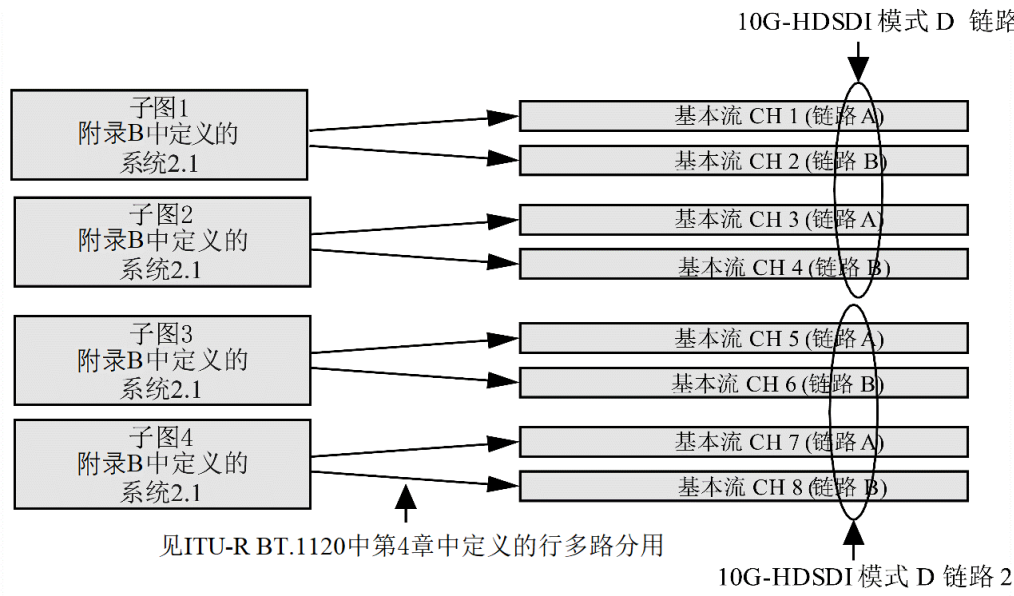 10G-HDSDI 模式 D 链路
子图1
附录B中定义的
系统2.1
基本流 CH 1 (链路 A)
基本流 CH 2 (链路 B)
子图2
附录B中定义的
系统2.1
基本流 CH 3 (链路 A)
基本流 CH 4 (链路 B)
子图3
附录B中定义的
系统2.1
基本流 CH 5 (链路 A)
基本流 CH 6 (链路 B)
子图4
附录B中定义的
系统2.1
基本流 CH 7 (链路 A)
基本流 CH 8 (链路 B)
见ITU-R BT.1120中第4章中定义的行多路分用
10G-HDSDI 模式 D 链路 2